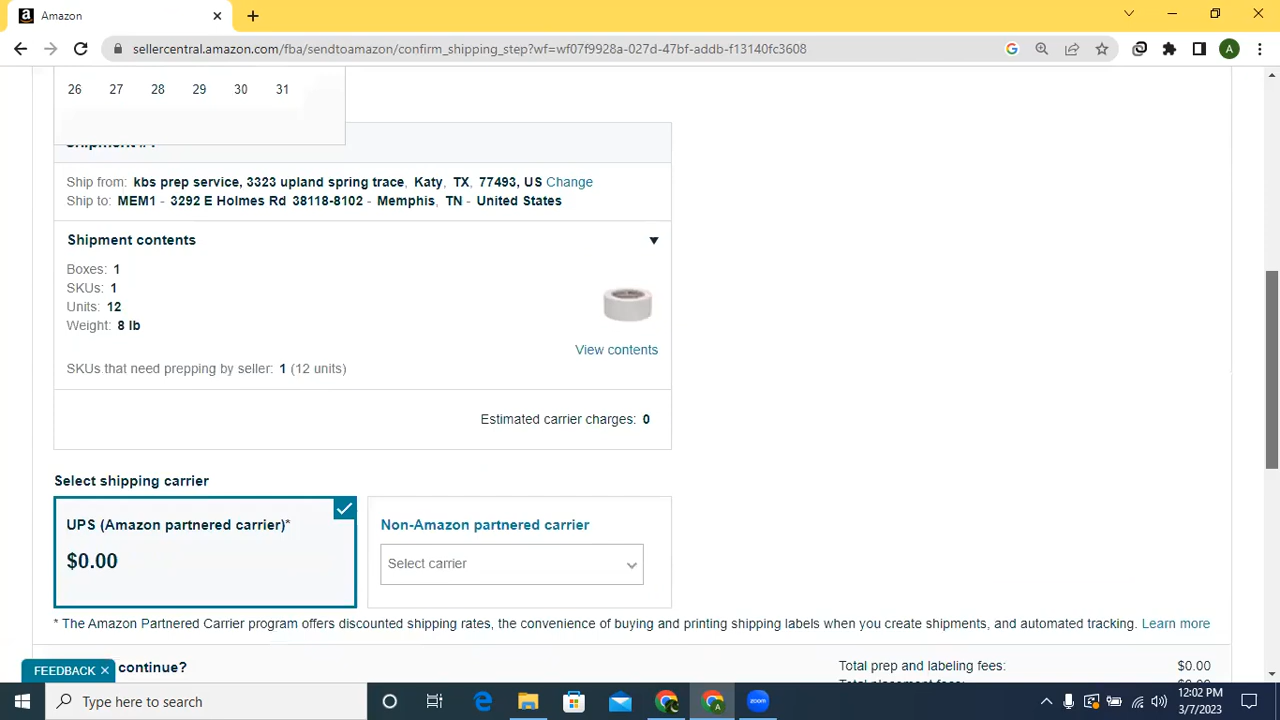 Amazon
sellercentral.amazon.com/fba/sendtoamazon/confirm_shipping_step?wf=wf07f9928a-027d-47bf-addb-f13140fc3608
A
26 27 28 29 30 31
Ship from: kbs prep service, 3323 upland spring trace, Katy, TX, 77493, US Change
Ship to: MEM1 - 3292 E Holmes Rd 38118-8102 - Memphis, TN - United States
Shipment contents
Boxes: 1
SKUs: 1
Units: 12
Weight: 8 lb
View contents
SKUs that need prepping by seller: 1 (12 units)
Estimated carrier charges: 0
Select shipping carrier
UPS (Amazon partnered carrier)*
$0.00
Non-Amazon partnered carrier
Select carrier
* The Amazon Partnered Carrier program offers discounted shipping rates, the convenience of buying and printing shipping labels when you create shipments, and automated tracking. Learn more
FEEDBACK ×
continue?
Total prep and labeling fees: $0.00
Total placement fees:
Type here to search
zoom
12:02 PM
3/7/2023